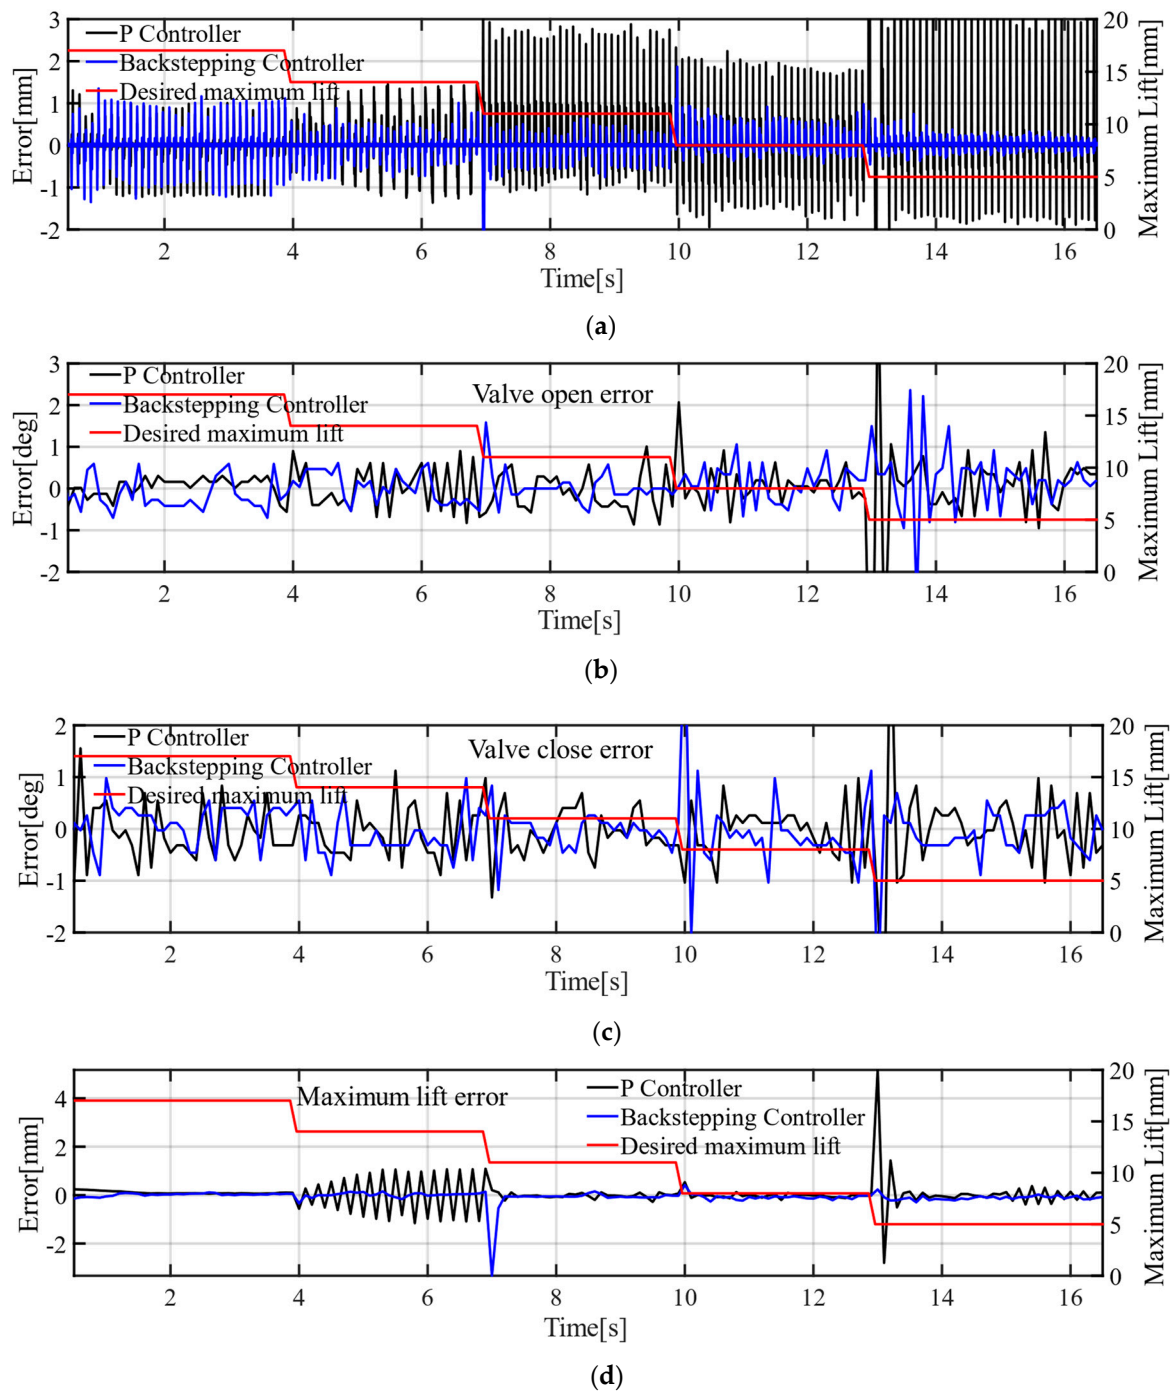 3
2
1
0
-1
-2
Error[mm]
P Controller
Backstepping Controller
Desired maximum lift
20
15
10
5
0
Maximum Lift[mm]
2 4 6 8 10 12 14 16
Time[s]
(a)
3
2
1
0
-1
-2
Error[deg]
P Controller
Backstepping Controller
Desired maximum lift
Valve open error
20
15
10
5
0
Maximum Lift[mm]
2 4 6 8 10 12 14 16
Time[s]
(b)
2
1
0
-1
-2
Error[deg]
P Controller
Backstepping Controller
Desired maximum lift
Valve close error
20
15
10
5
0
Maximum Lift[mm]
2 4 6 8 10 12 14 16
Time[s]
(c)
4
2
0
-2
Error[mm]
Maximum lift error
P Controller
Backstepping Controller
Desired maximum lift
20
15
10
5
0
Maximum Lift[mm]
2 4 6 8 10 12 14 16
Time[s]
(d)